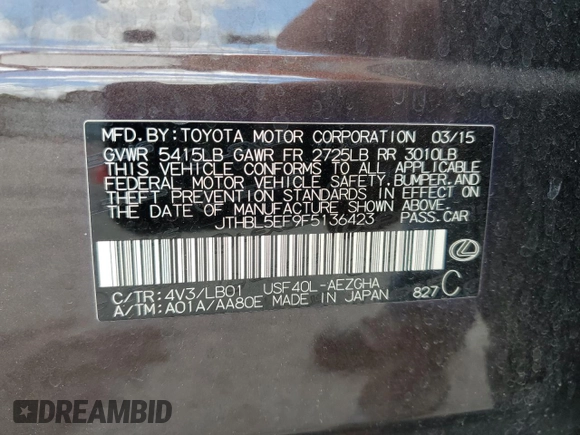 MFD. BY: TOYOTA MOTOR CORPORATION 03/15
GVWR 5415LB GAWR FR 2725LB RR 3010LB
THIS VEHICLE CONFORMS TO ALL APPLICABLE
FEDERAL MOTOR VEHICLE SAFETY, BUMPER, AND
THEFT PREVENTION STANDARDS IN EFFECT ON
THE DATE OF MANUFACTURE SHOWN ABOVE.
JTHBL5EF9F5136423 PASS.CAR
C/TR: 4V3/LB01 USF40L-AEZGHA
A/TM: A01A/AA80E MADE IN JAPAN 827 C
DREAMBID